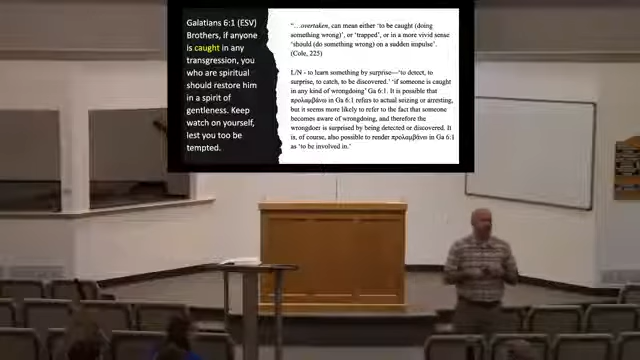 Galatians 6:1 (ESV)
Brothers, if anyone
is caught in any
transgression, you
who are spiritual
should restore him
in a spirit of
gentleness. Keep
watch on yourself,
lest you too be
tempted.
“…overtaken, can mean either ‘to be caught (doing
something wrong)’, or ‘trapped’, or in a more vivid sense
‘should (do something wrong) on a sudden impulse’.
(Cole, 225)
L/N - to learn something by surprise—‘to detect, to
surprise, to catch, to be discovered.’ ‘if someone is caught
in any kind of wrongdoing’ Ga 6:1. It is possible that
προλαμβάνω in Ga 6:1 refers to actual seizing or arresting,
but it seems more likely to refer to the fact that someone
becomes aware of wrongdoing, and therefore the
wrongdoer is surprised by being detected or discovered. It
is, of course, also possible to render προλαμβάνω in Ga 6:1
as ‘to be involved in.’